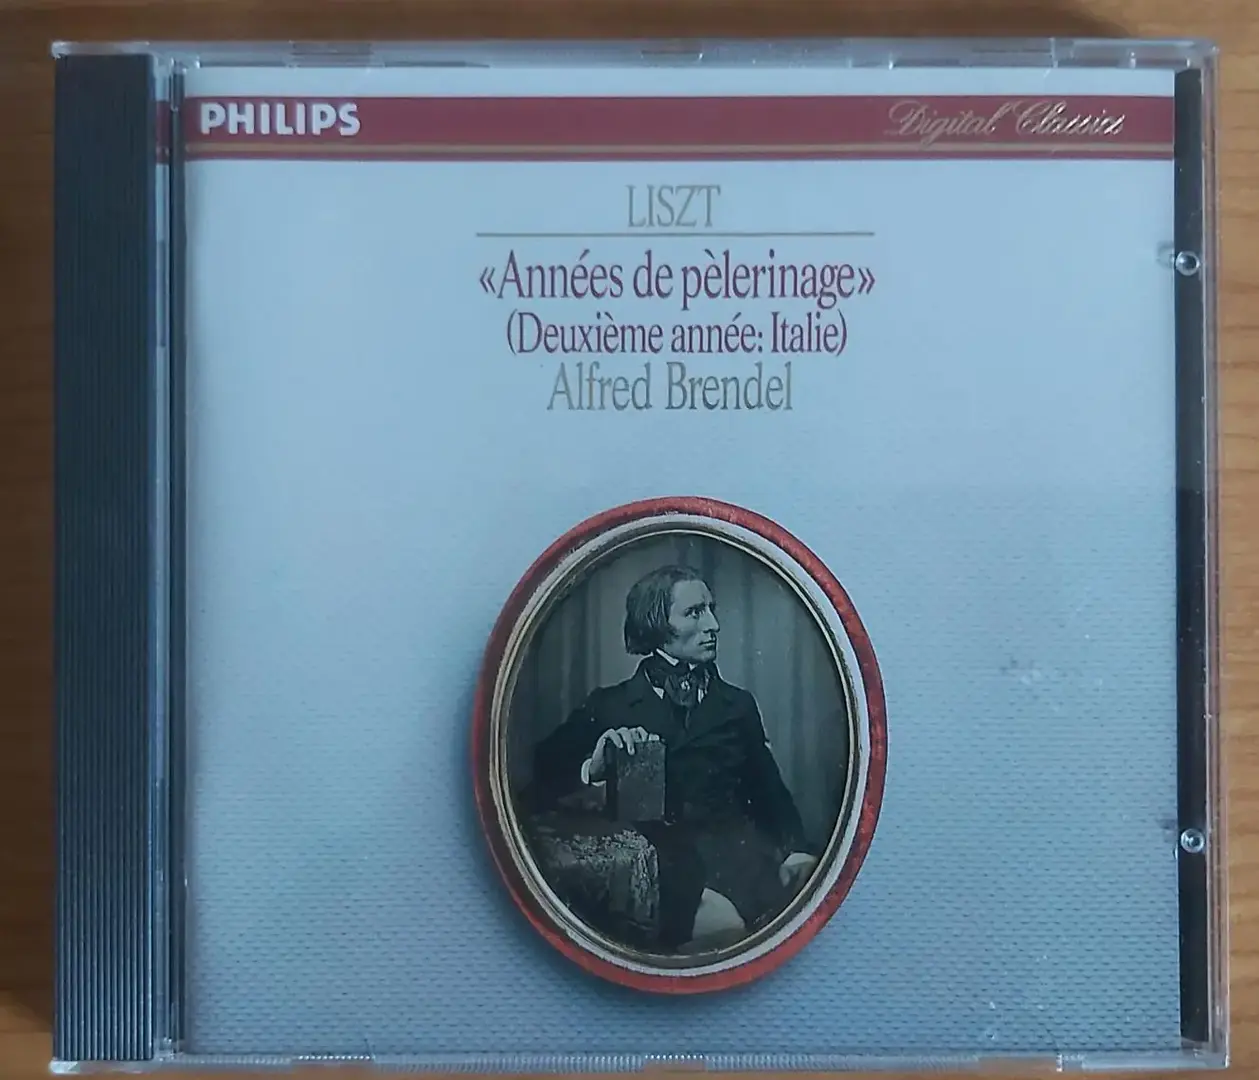 PHILIPS
Digital Classics
LISZT
«Années de pèlerinage»
(Deuxième année: Italie)
Alfred Brendel